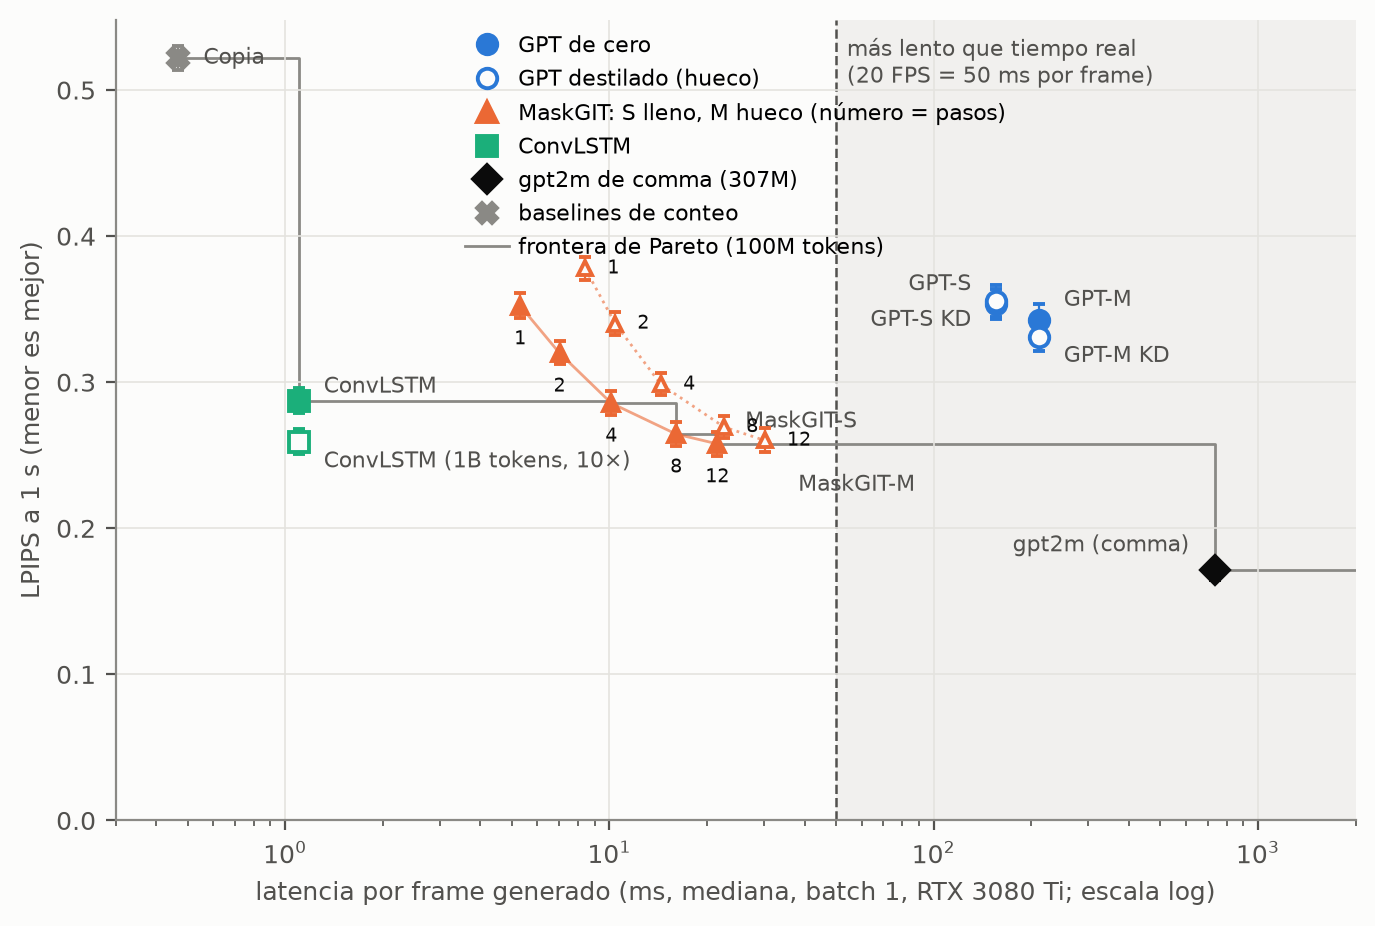 GPT de cero
GPT destilado (hueco)
MaskGIT: S lleno, M hueco (número = pasos)
ConvLSTM
gpt2m de comma (307M)
baselines de conteo
frontera de Pareto (100M tokens)
más lento que tiempo real
(20 FPS = 50 ms por frame)
Copia
1
2
4
8
12
1
2
4
8
12
MaskGIT-S
MaskGIT-M
ConvLSTM
ConvLSTM (1B tokens, 10×)
GPT-S
GPT-S KD
GPT-M
GPT-M KD
gpt2m (comma)
LPIPS a 1 s (menor es mejor)
0.5
0.4
0.3
0.2
0.1
0.0
10⁰
10¹
10²
10³
latencia por frame generado (ms, mediana, batch 1, RTX 3080 Ti; escala log)